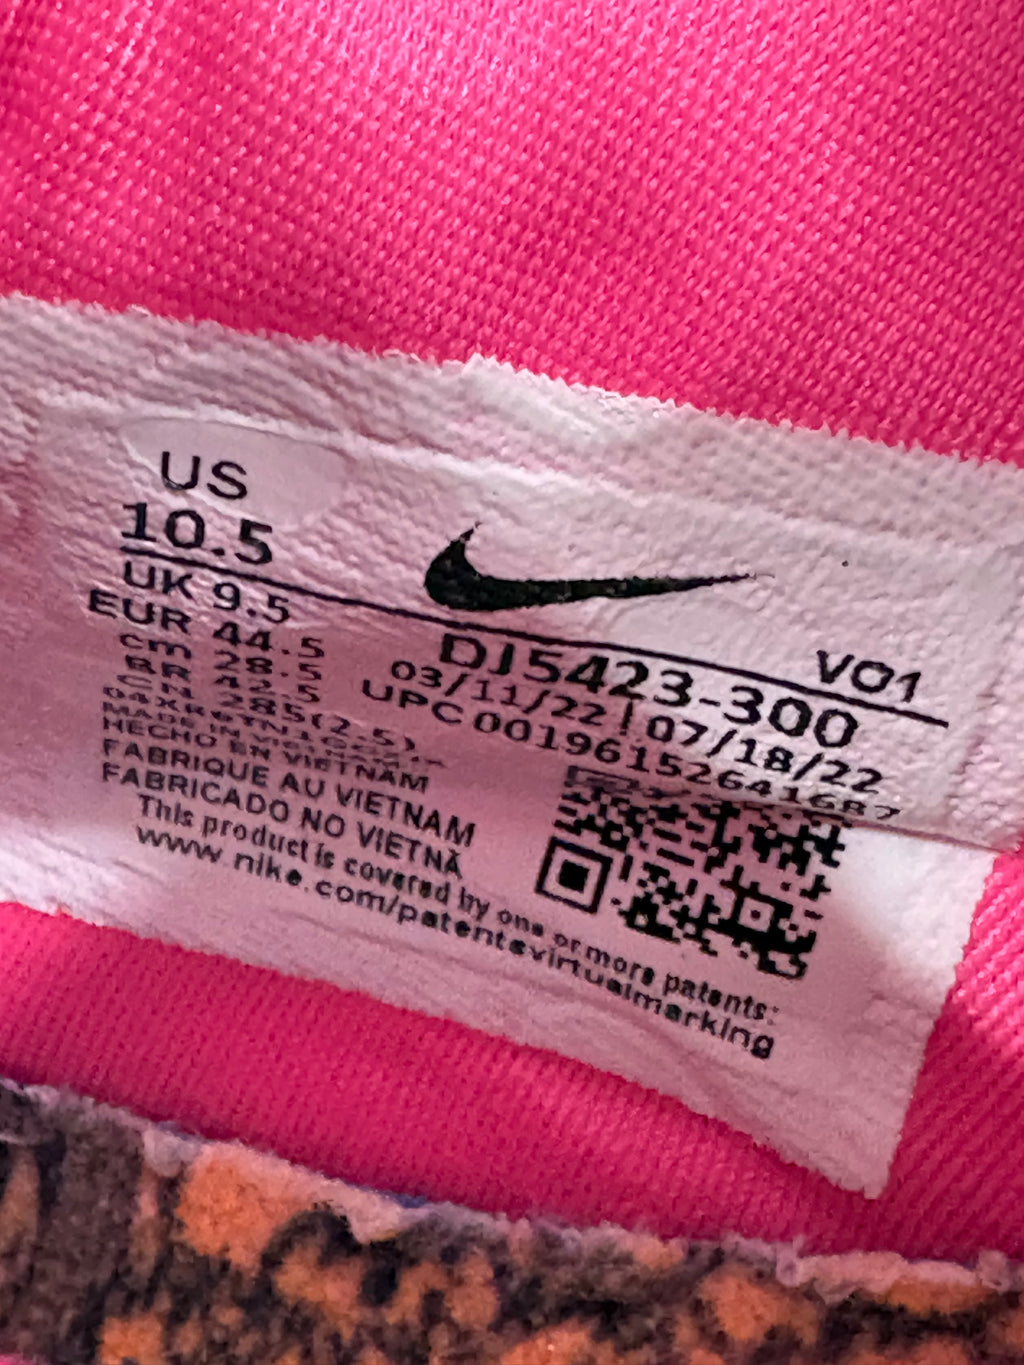 US
10.5
UK 9.5
EUR 44.5
cm 28.5
BR 42.5
CN 285(2.5)
VO1
DJ5423-300
03/11/22 | 07/18/22
UPC 00196152641687
MADE IN VIETNAM
HECHO EN VIETNAM
FABRIQUE AU VIETNAM
FABRICADO NO VIETNÃ
This product is covered by one or more patents:
www.nike.com/patentsvirtualmarking